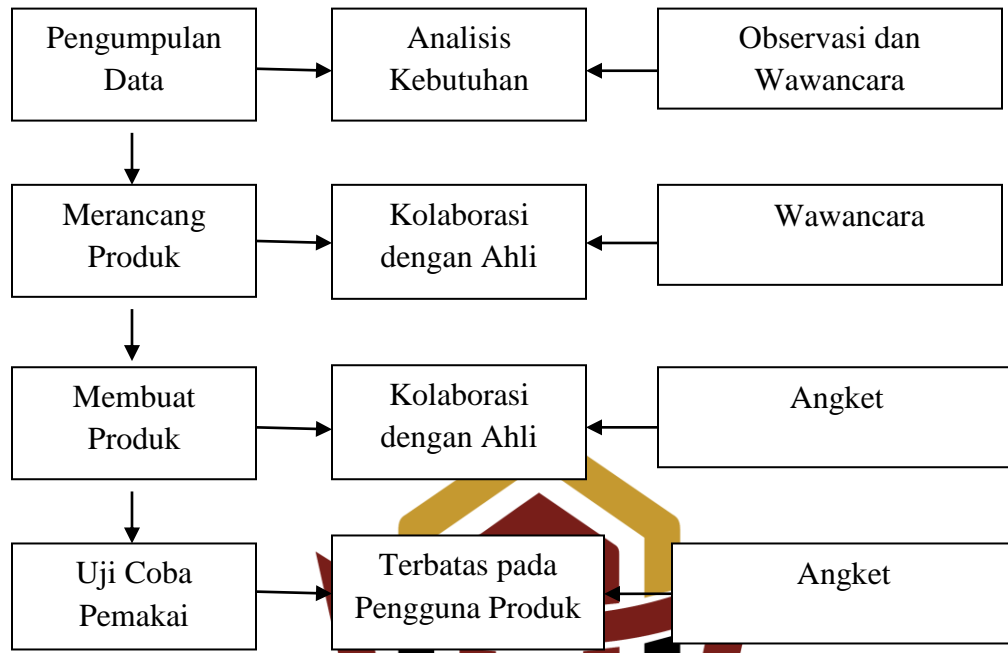 Pengumpulan
Data
Analisis
Kebutuhan
Observasi dan
Wawancara
Merancang
Produk
Kolaborasi
dengan Ahli
Wawancara
Membuat
Produk
Kolaborasi
dengan Ahli
Angket
Uji Coba
Pemakai
Terbatas pada
Pengguna Produk
Angket